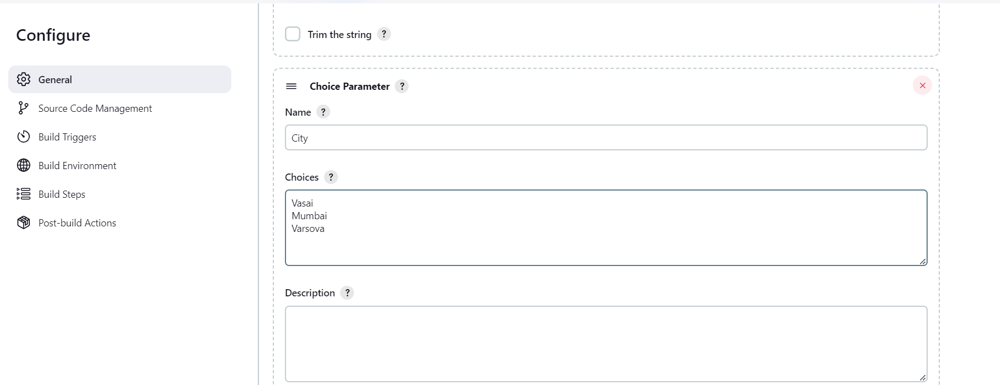 Configure
General
Source Code Management
Build Triggers
Build Environment
Build Steps
Post-build Actions
Trim the string ?
Choice Parameter ?
Name ?
City
Choices ?
Vasai
Mumbai
Varsova
Description ?